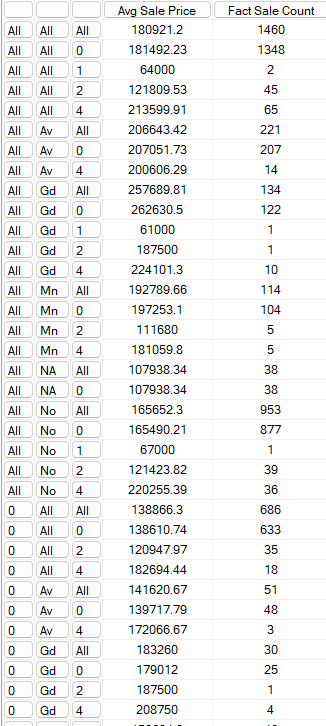 Avg Sale Price Fact Sale Count
All All All 180921.2 1460
All All 0 181492.23 1348
All All 1 64000 2
All All 2 121809.53 45
All All 4 213599.91 65
All Av All 206643.42 221
All Av 0 207051.73 207
All Av 4 200606.29 14
All Gd All 257689.81 134
All Gd 0 262630.5 122
All Gd 1 61000 1
All Gd 2 187500 1
All Gd 4 224101.3 10
All Mn All 192789.66 114
All Mn 0 197253.1 104
All Mn 2 111680 5
All Mn 4 181059.8 5
All NA All 107938.34 38
All NA 0 107938.34 38
All No All 165652.3 953
All No 0 165490.21 877
All No 1 67000 1
All No 2 121423.82 39
All No 4 220255.39 36
0 All All 138866.3 686
0 All 0 138610.74 633
0 All 2 120947.97 35
0 All 4 182694.44 18
0 Av All 141620.67 51
0 Av 0 139717.79 48
0 Av 4 172066.67 3
0 Gd All 183260 30
0 Gd 0 179012 25
0 Gd 2 187500 1
0 Gd 4 208750 4